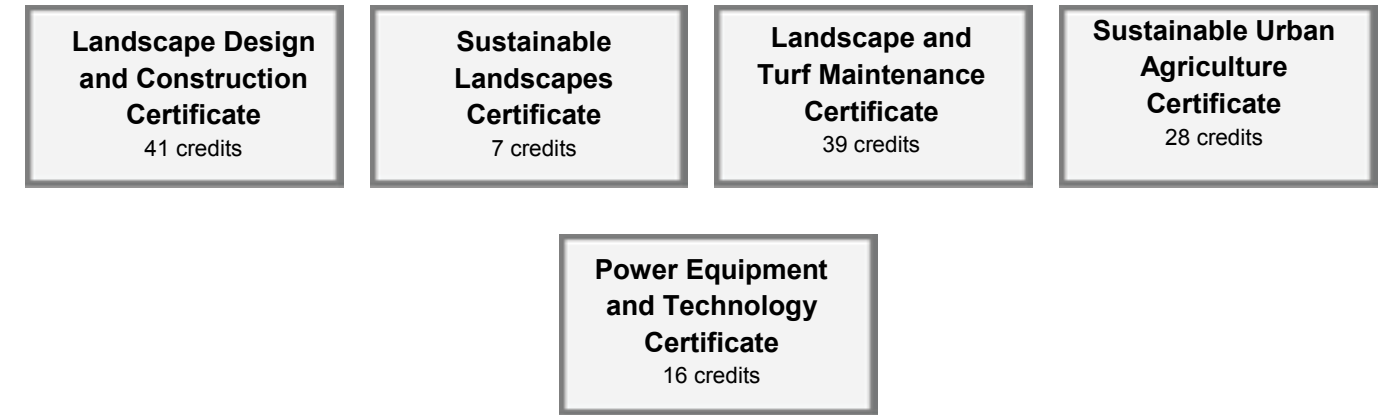 Landscape Design
and Construction
Certificate
41 credits
Sustainable
Landscapes
Certificate
7 credits
Landscape and
Turf Maintenance
Certificate
39 credits
Sustainable Urban
Agriculture
Certificate
28 credits
Power Equipment
and Technology
Certificate
16 credits